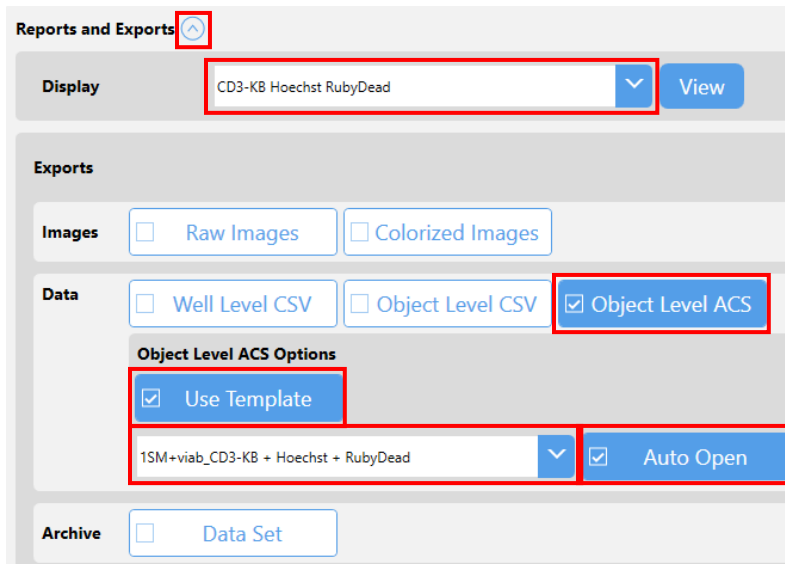 Reports and Exports
Display CD3-KB Hoechst RubyDead View
Exports
Images Raw Images Colorized Images
Data Well Level CSV Object Level CSV Object Level ACS
Object Level ACS Options
Use Template
1SM+viab_CD3-KB + Hoechst + RubyDead Auto Open
Archive Data Set